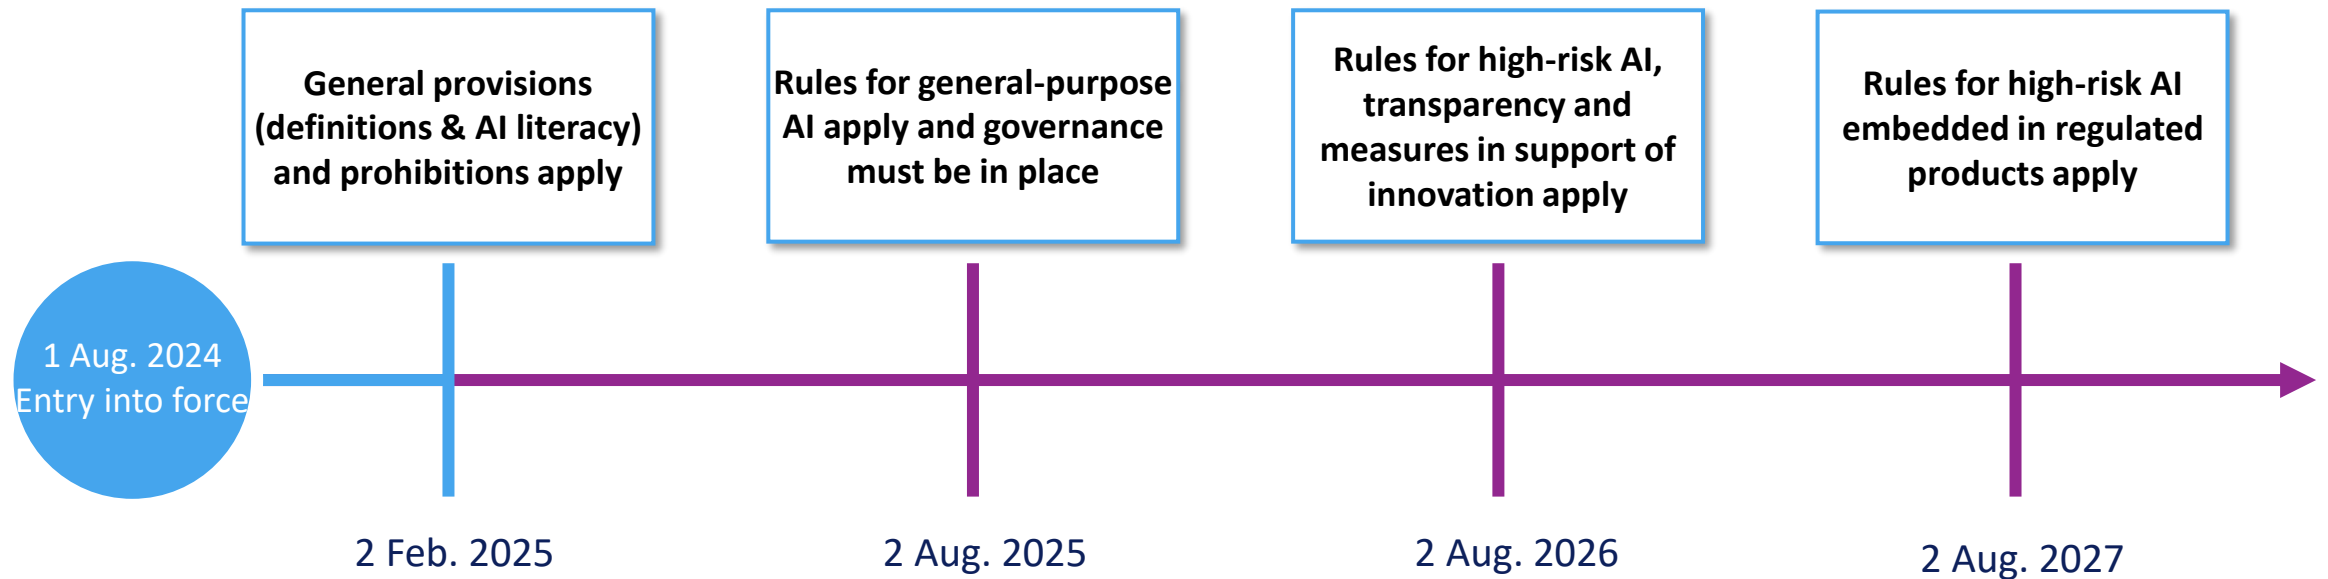 General provisions
(definitions & AI literacy)
and prohibitions apply
Rules for general-purpose
AI apply and governance
must be in place
Rules for high-risk AI,
transparency and
measures in support of
innovation apply
Rules for high-risk AI
embedded in regulated
products apply
1 Aug. 2024
Entry into force
2 Feb. 2025
2 Aug. 2025
2 Aug. 2026
2 Aug. 2027